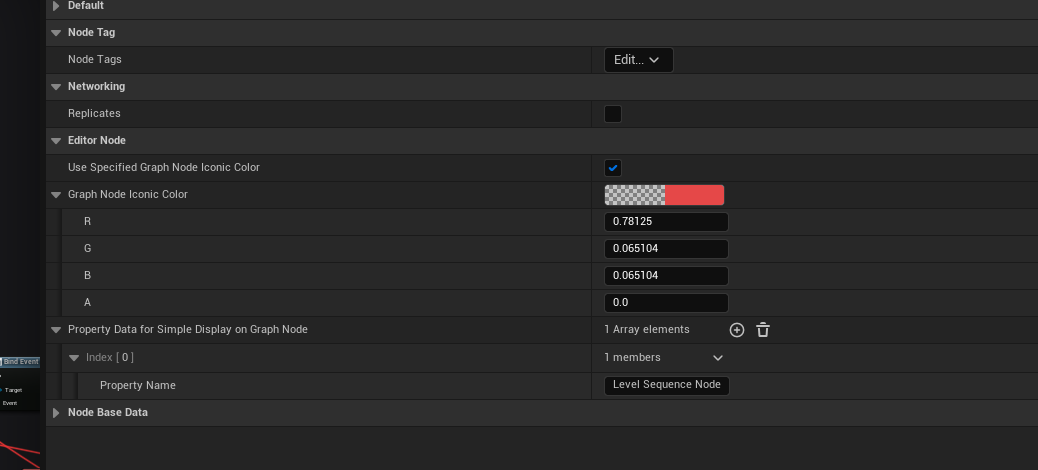 Default
Node Tag
Node Tags Edit...
Networking
Replicates
Editor Node
Use Specified Graph Node Iconic Color
Graph Node Iconic Color
R 0.78125
G 0.065104
B 0.065104
A 0.0
Property Data for Simple Display on Graph Node 1 Array elements
Index [ 0 ] 1 members
Bind Event
Property Name Level Sequence Node
Target
Event
Node Base Data